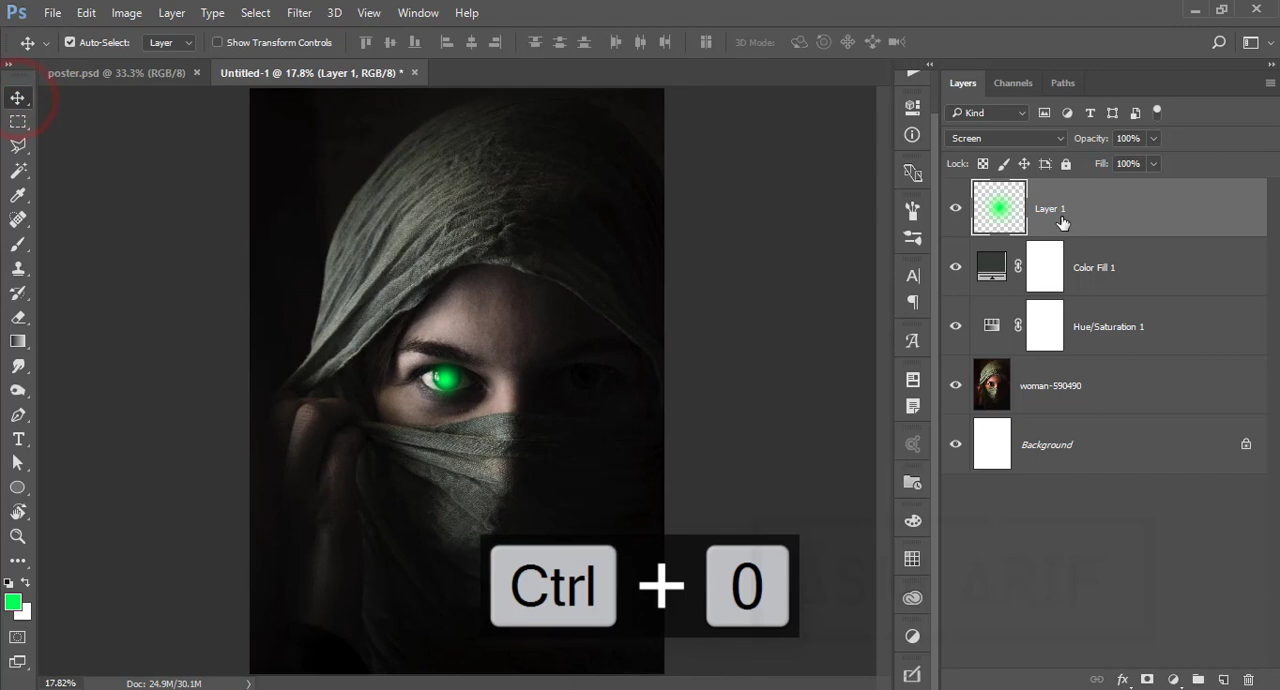 Ps File Edit Image Layer Type Select Filter 3D View Window Help
Auto-Select: Layer Show Transform Controls 3D Mode:
poster.psd @ 33.3% (RGB/8) × Untitled-1 @ 17.8% (Layer 1, RGB/8) * ×
Layers Channels Paths
Kind
Screen Opacity: 100%
Lock: Fill: 100%
Layer 1
Color Fill 1
Hue/Saturation 1
woman-590490
Background
Ctrl + 0
17.82% Doc: 24.9M/30.1M